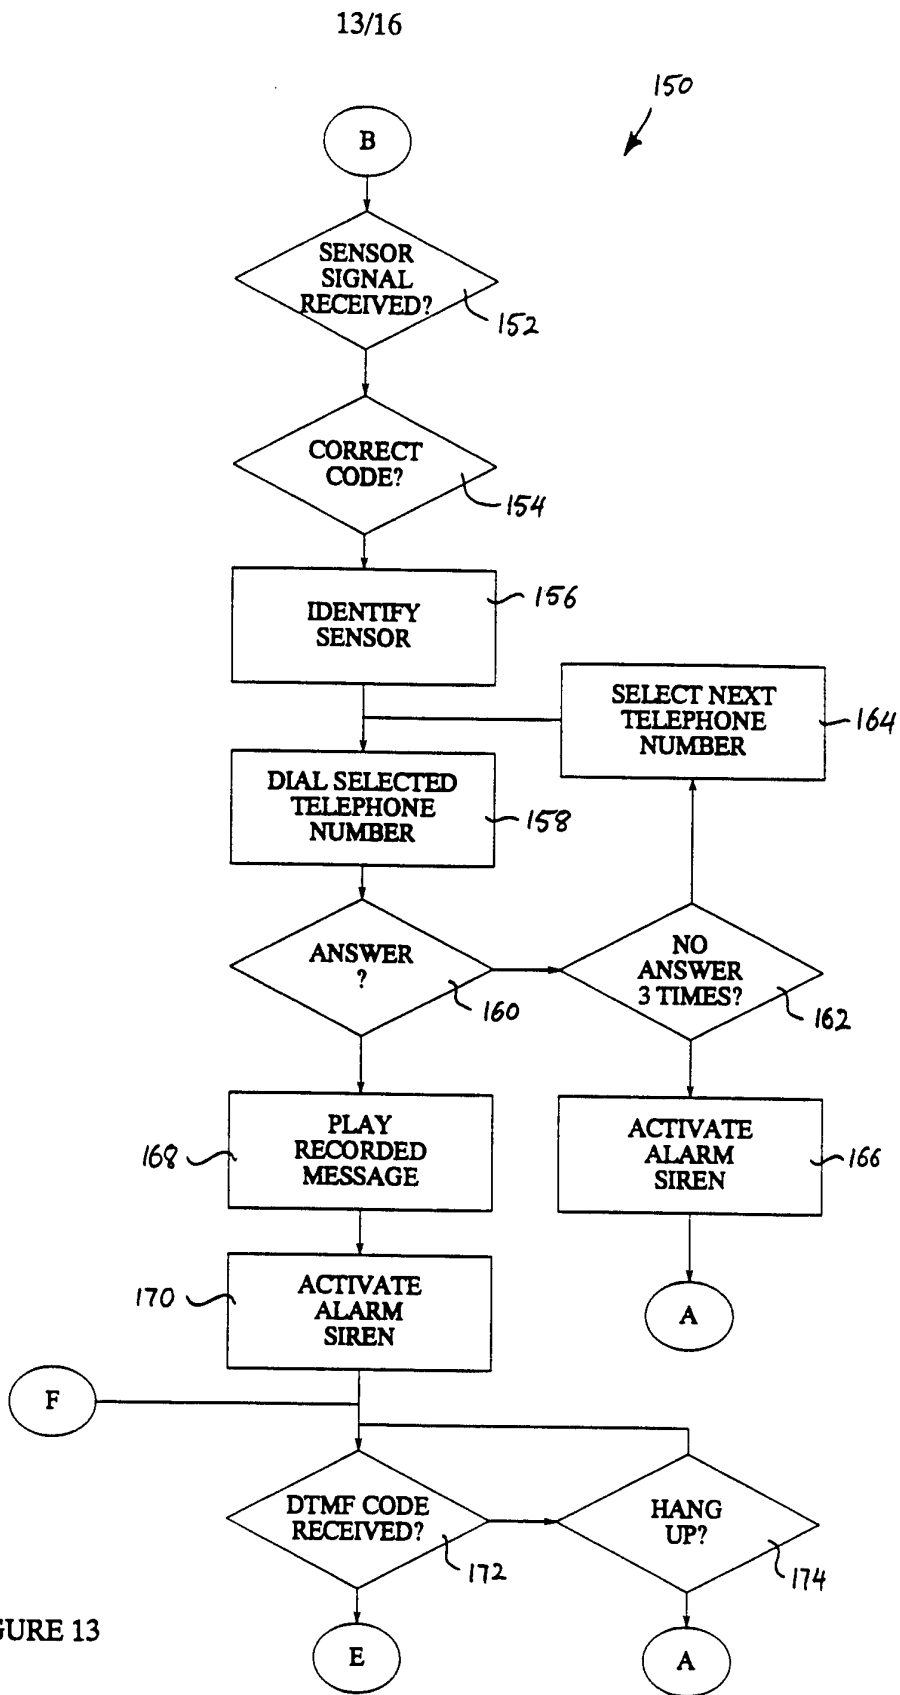 13/16
150
B
SENSOR
SIGNAL
RECEIVED?
152
CORRECT
CODE?
154
IDENTIFY
SENSOR
156
SELECT NEXT
TELEPHONE
NUMBER
164
DIAL SELECTED
TELEPHONE
NUMBER
158
ANSWER
?
160
NO
ANSWER
3 TIMES?
162
PLAY
RECORDED
MESSAGE
168
ACTIVATE
ALARM
SIREN
166
ACTIVATE
ALARM
SIREN
170
A
F
DTMF CODE
RECEIVED?
172
HANG
UP?
174
GURE 13
E
A